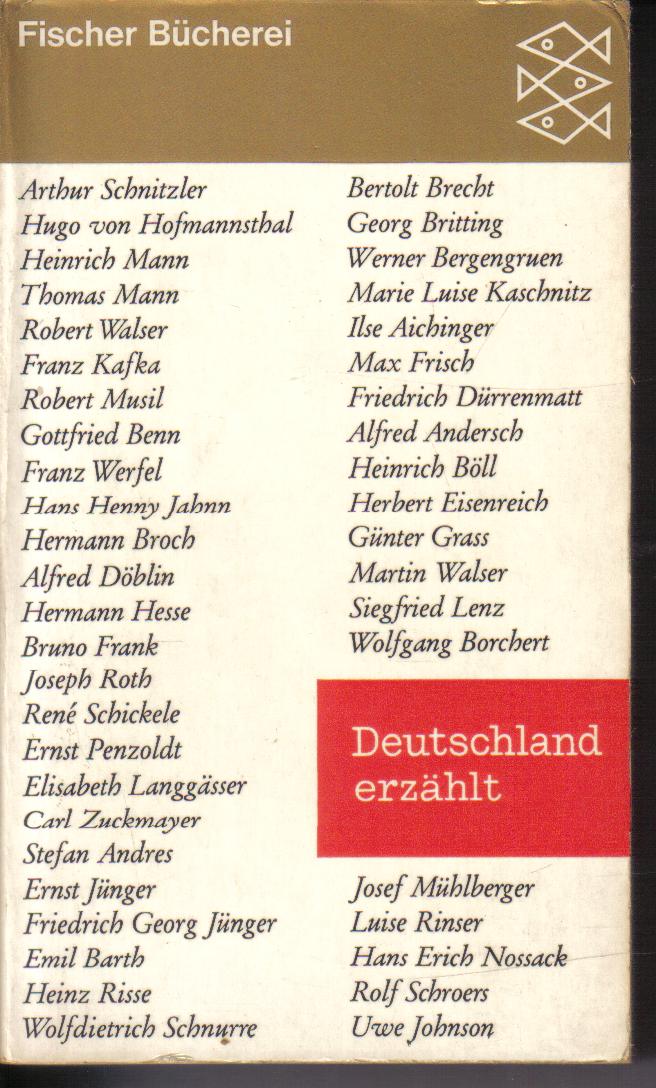 Fischer Bücherei
Arthur Schnitzler
Hugo von Hofmannsthal
Heinrich Mann
Thomas Mann
Robert Walser
Franz Kafka
Robert Musil
Gottfried Benn
Franz Werfel
Hans Henny Jahnn
Hermann Broch
Alfred Döblin
Hermann Hesse
Bruno Frank
Joseph Roth
René Schickele
Ernst Penzoldt
Elisabeth Langgässer
Carl Zuckmayer
Stefan Andres
Ernst Jünger
Friedrich Georg Jünger
Emil Barth
Heinz Risse
Wolfdietrich Schnurre
Bertolt Brecht
Georg Britting
Werner Bergengruen
Marie Luise Kaschnitz
Ilse Aichinger
Max Frisch
Friedrich Dürrenmatt
Alfred Andersch
Heinrich Böll
Herbert Eisenreich
Günter Grass
Martin Walser
Siegfried Lenz
Wolfgang Borchert
Deutschland
erzählt
Josef Mühlberger
Luise Rinser
Hans Erich Nossack
Rolf Schroers
Uwe Johnson